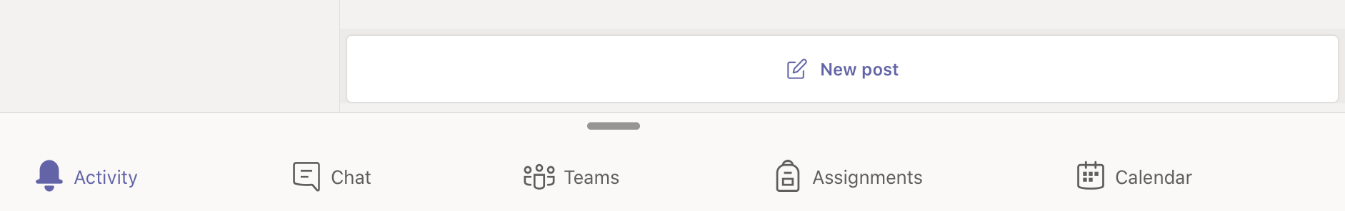 New post
Activity
Chat
Teams
Assignments
Calendar